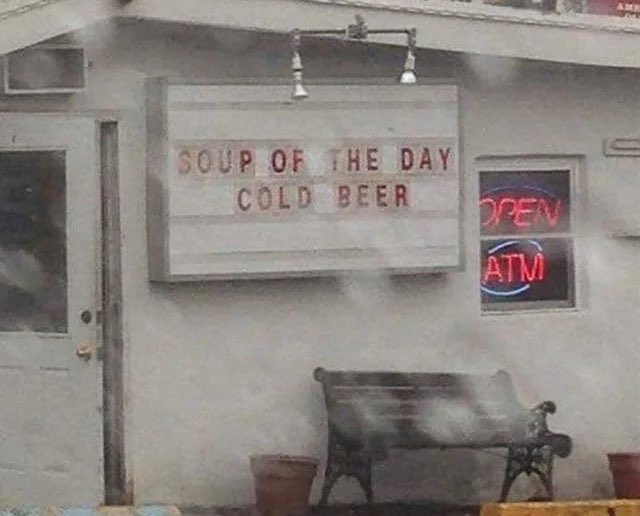 SOUP OF THE DAY
COLD BEER
OPEN
ATM